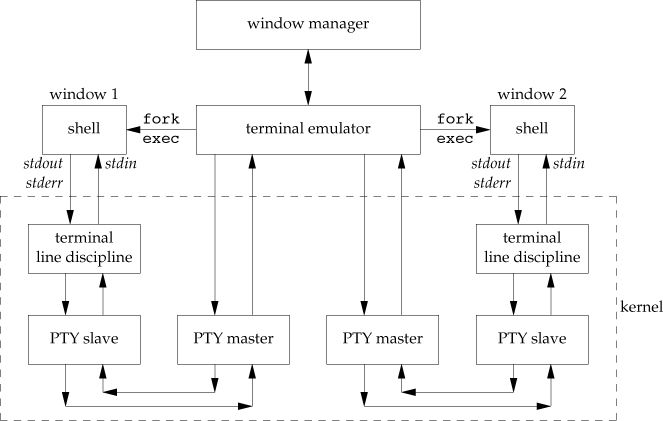 window manager
window 1
window 2
shell
fork
exec
terminal emulator
fork
exec
shell
stdout
stderr
stdin
stdout
stderr
stdin
terminal
line discipline
terminal
line discipline
kernel
PTY slave
PTY master
PTY master
PTY slave